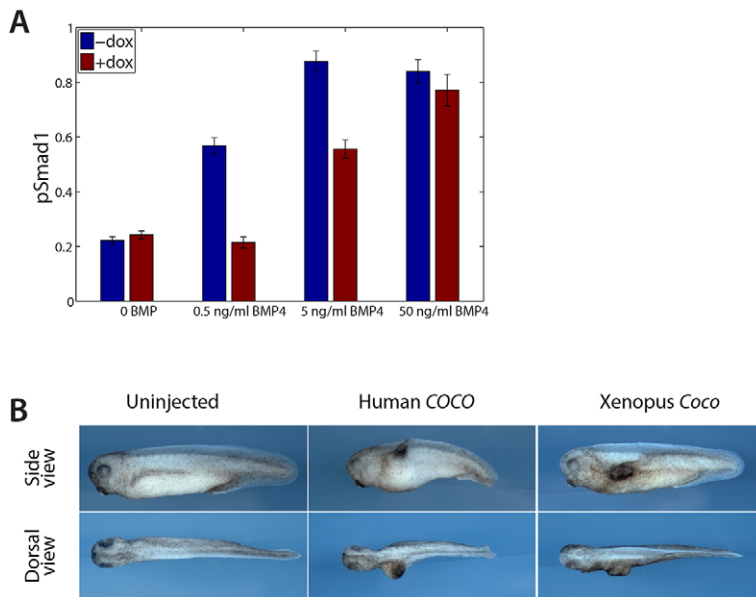 A
−dox
+dox
pSmad1
1
0.8
0.6
0.4
0.2
0
0 BMP
0.5 ng/ml BMP4
5 ng/ml BMP4
50 ng/ml BMP4
B
Uninjected
Human COCO
Xenopus Coco
Side
view
Dorsal
view